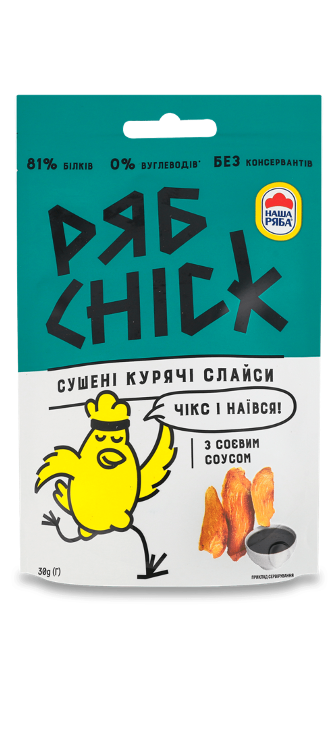 81% БІЛКІВ 0% ВУГЛЕВОДІВ* БЕЗ КОНСЕРВАНТІВ
НАША
РЯБА
РЯБ
CHICK
СУШЕНІ КУРЯЧІ СЛАЙСИ
ЧІКС І НАЇВСЯ!
З СОЄВИМ
СОУСОМ
30g (Г)
ПРИКЛАД СЕРВІРУВАННЯ